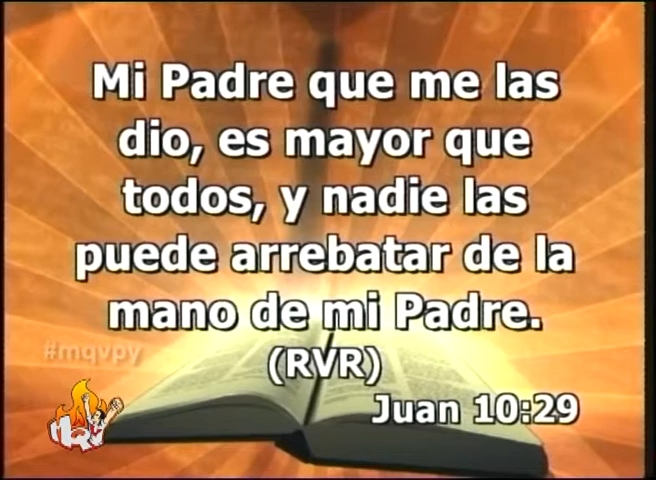 Mi Padre que me las
dio, es mayor que
todos, y nadie las
puede arrebatar de la
mano de mi Padre.
(RVR)
#mqvpy
Juan 10:29